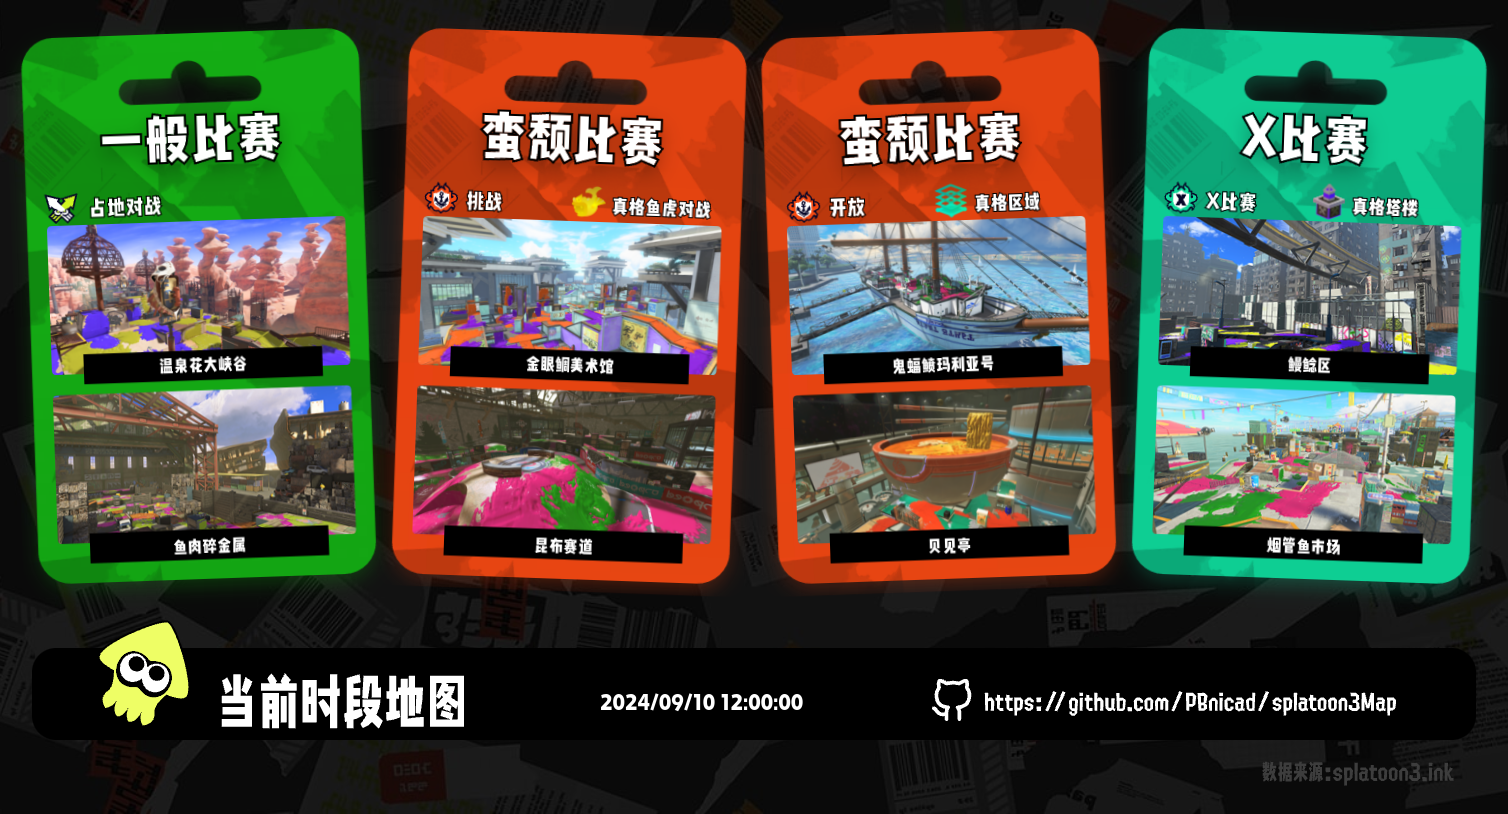 一般比赛
占地对战
温泉花大峡谷
鱼肉碎金属
蛮颓比赛
挑战
真格鱼虎对战
金眼鲷美术馆
昆布赛道
蛮颓比赛
开放
真格区域
鬼蝠鲼玛利亚号
贝贝亭
X比赛
X比赛
真格塔楼
鳗鲶区
烟管鱼市场
当前时段地图
2024/09/10 12:00:00
https://github.com/PBnicad/splatoon3Map
数据来源:splatoon3.ink